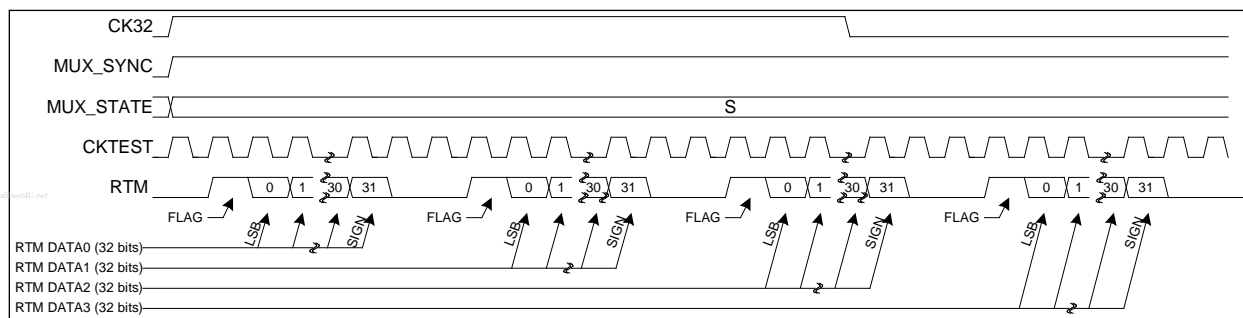 CK32
MUX_SYNC
MUX_STATE S
CKTEST
RTM 0 1 30 31 0 1 30 31 0 1 30 31 0 1 30 31
FLAG FLAG FLAG FLAG
LSB SIGN LSB SIGN LSB SIGN LSB SIGN
RTM DATA0 (32 bits)
RTM DATA1 (32 bits)
RTM DATA2 (32 bits)
RTM DATA3 (32 bits)